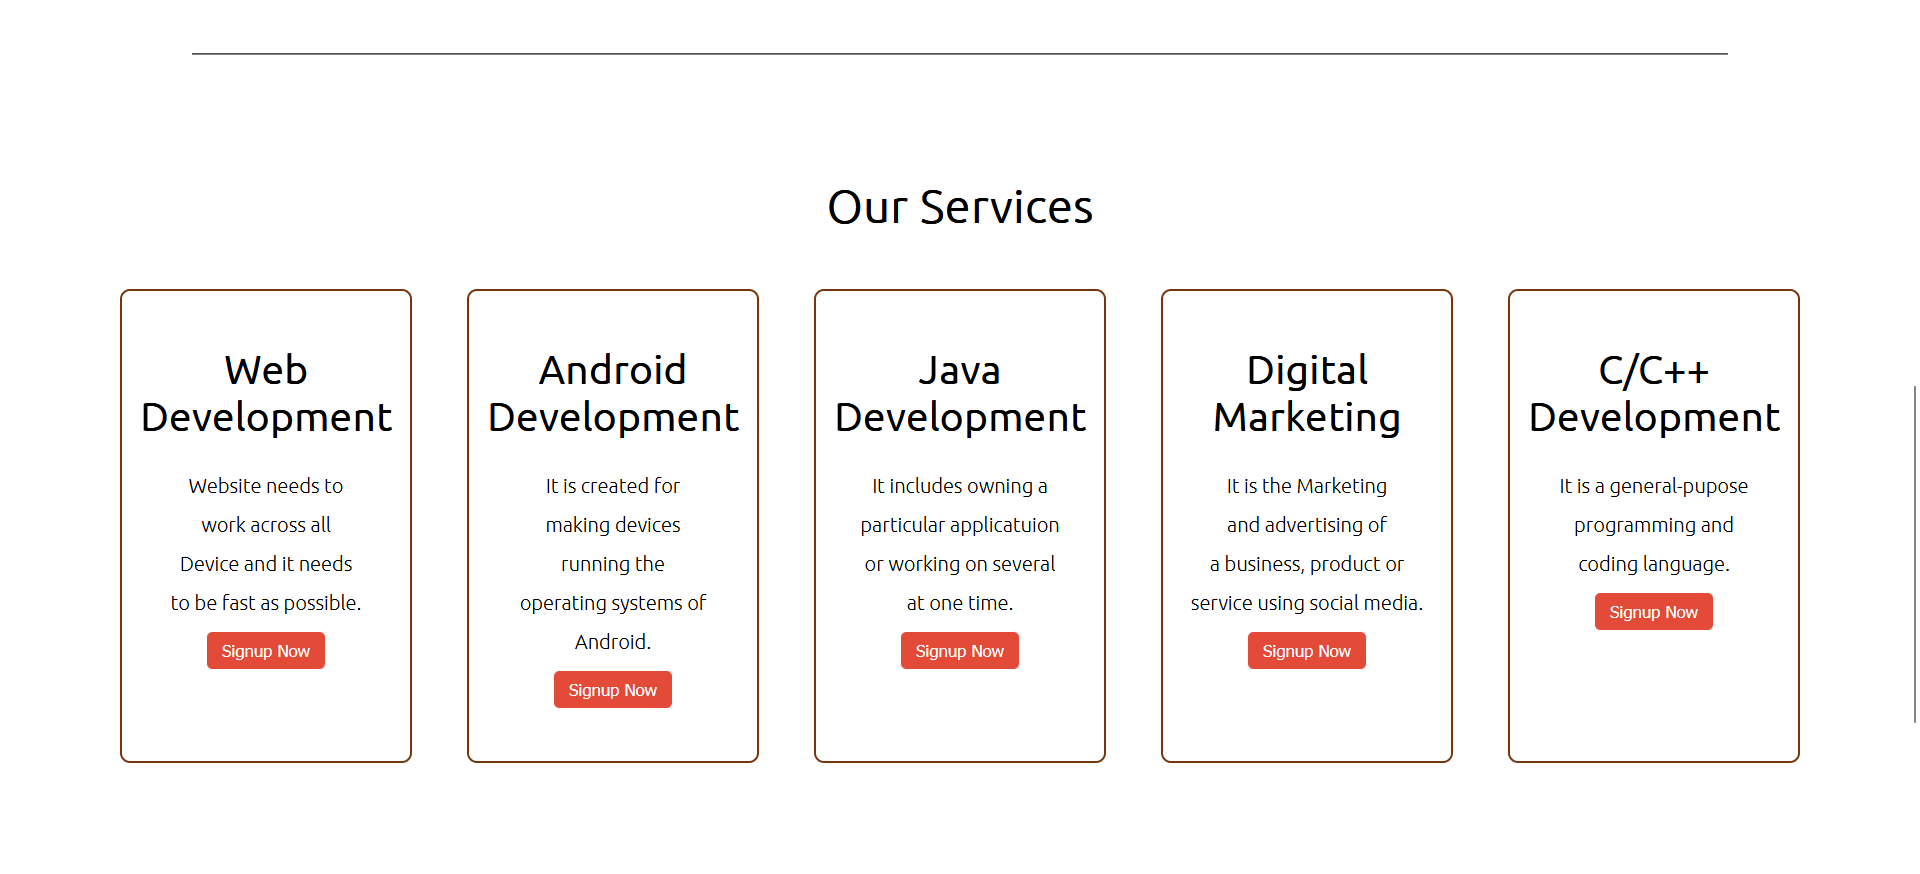 Our Services
Web
Development
Website needs to
work across all
Device and it needs
to be fast as possible.
Signup Now
Android
Development
It is created for
making devices
running the
operating systems of
Android.
Signup Now
Java
Development
It includes owning a
particular applicatuion
or working on several
at one time.
Signup Now
Digital
Marketing
It is the Marketing
and advertising of
a business, product or
service using social media.
Signup Now
C/C++
Development
It is a general-pupose
programming and
coding language.
Signup Now